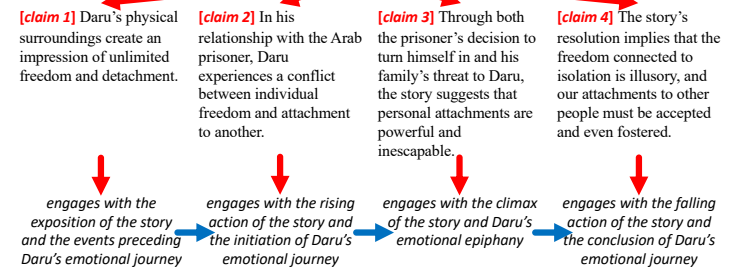 [claim 1] Daru’s physical
surroundings create an
impression of unlimited
freedom and detachment.
[claim 2] In his
relationship with the Arab
prisoner, Daru
experiences a conflict
between individual
freedom and attachment
to another.
[claim 3] Through both
the prisoner’s decision to
turn himself in and his
family’s threat to Daru,
the story suggests that
personal attachments are
powerful and
inescapable.
[claim 4] The story’s
resolution implies that the
freedom connected to
isolation is illusory, and
our attachments to other
people must be accepted
and even fostered.
engages with the
exposition of the story
and the events preceding
Daru’s emotional journey
engages with the rising
action of the story and
the initiation of Daru’s
emotional journey
engages with the climax
of the story and Daru’s
emotional epiphany
engages with the falling
action of the story and
the conclusion of Daru’s
emotional journey